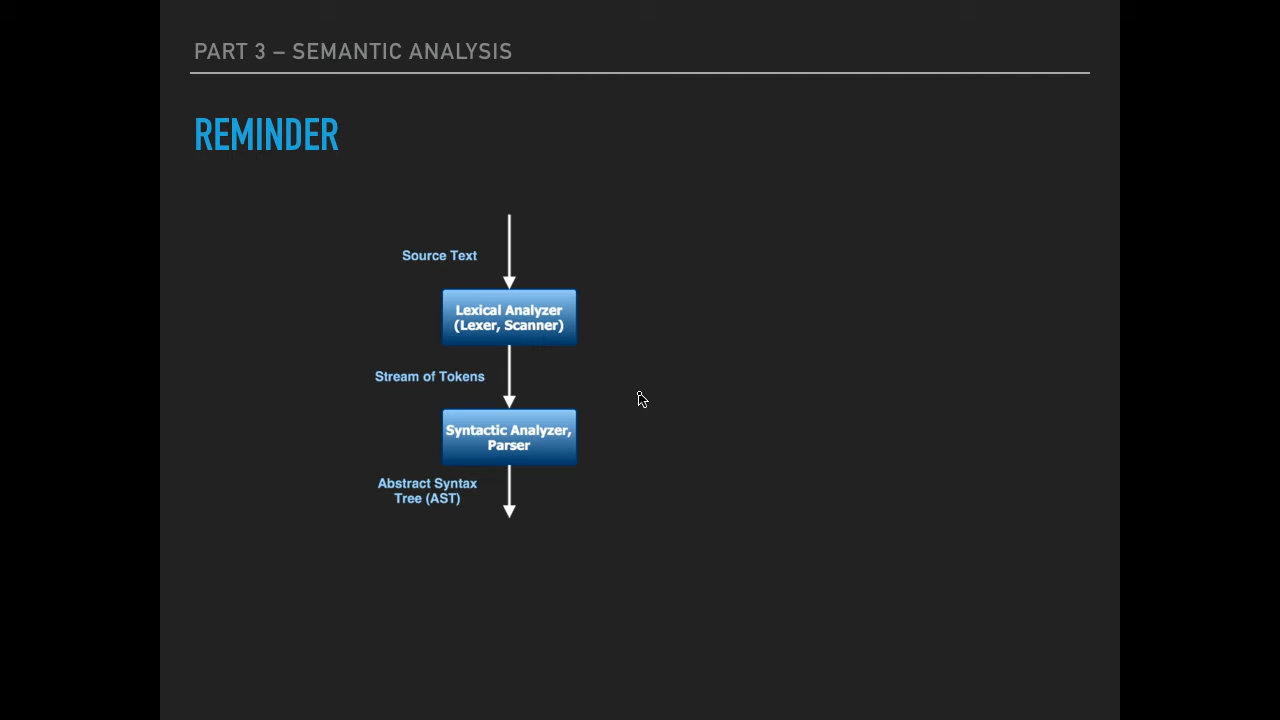 PART 3 – SEMANTIC ANALYSIS
REMINDER
Source Text
Lexical Analyzer
(Lexer, Scanner)
Stream of Tokens
Syntactic Analyzer,
Parser
Abstract Syntax
Tree (AST)